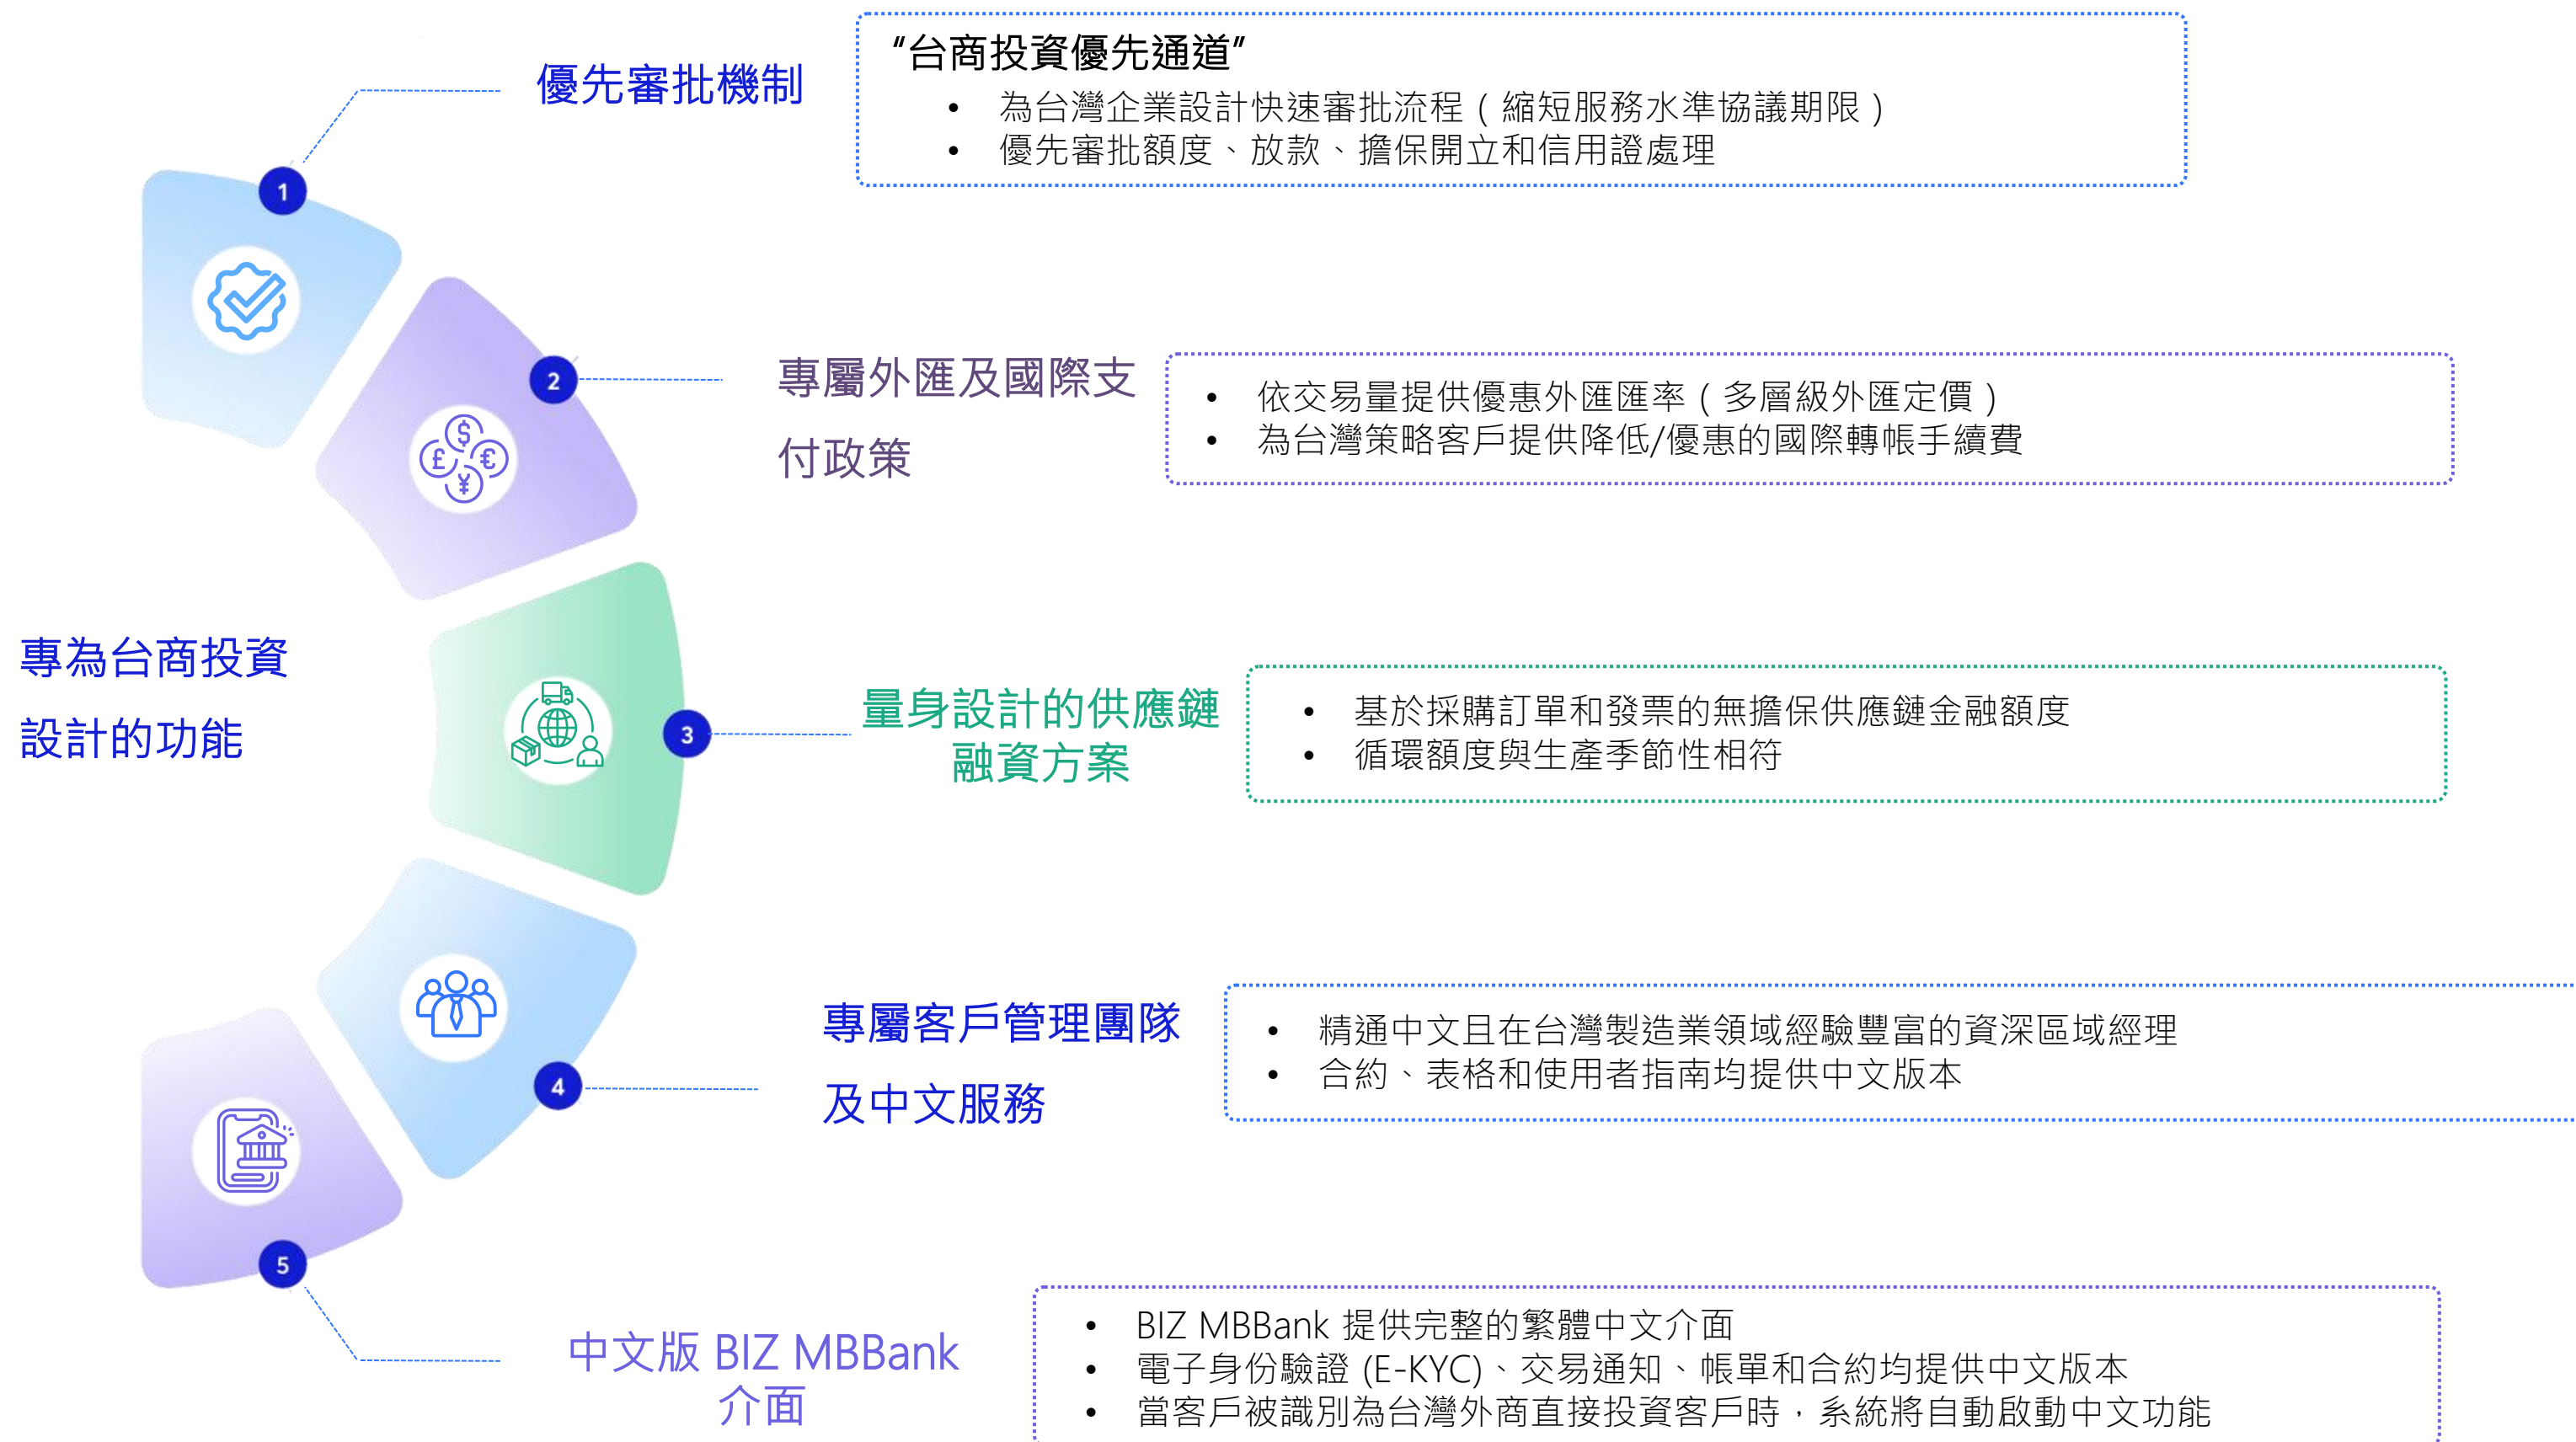 優先審批機制
“台商投資優先通道”
• 為台灣企業設計快速審批流程（縮短服務水準協議期限）
• 優先審批額度、放款、擔保開立和信用證處理
1
2
專屬外匯及國際支
付政策
• 依交易量提供優惠外匯匯率（多層級外匯定價）
• 為台灣策略客戶提供降低/優惠的國際轉帳手續費
$
£
€
¥
專為台商投資
設計的功能
3
量身設計的供應鏈
融資方案
• 基於採購訂單和發票的無擔保供應鏈金融額度
• 循環額度與生產季節性相符
4
專屬客戶管理團隊
及中文服務
• 精通中文且在台灣製造業領域經驗豐富的資深區域經理
• 合約、表格和使用者指南均提供中文版本
5
中文版 BIZ MBBank
介面
• BIZ MBBank 提供完整的繁體中文介面
• 電子身份驗證 (E-KYC)、交易通知、帳單和合約均提供中文版本
• 當客戶被識別為台灣外商直接投資客戶時，系統將自動啟動中文功能